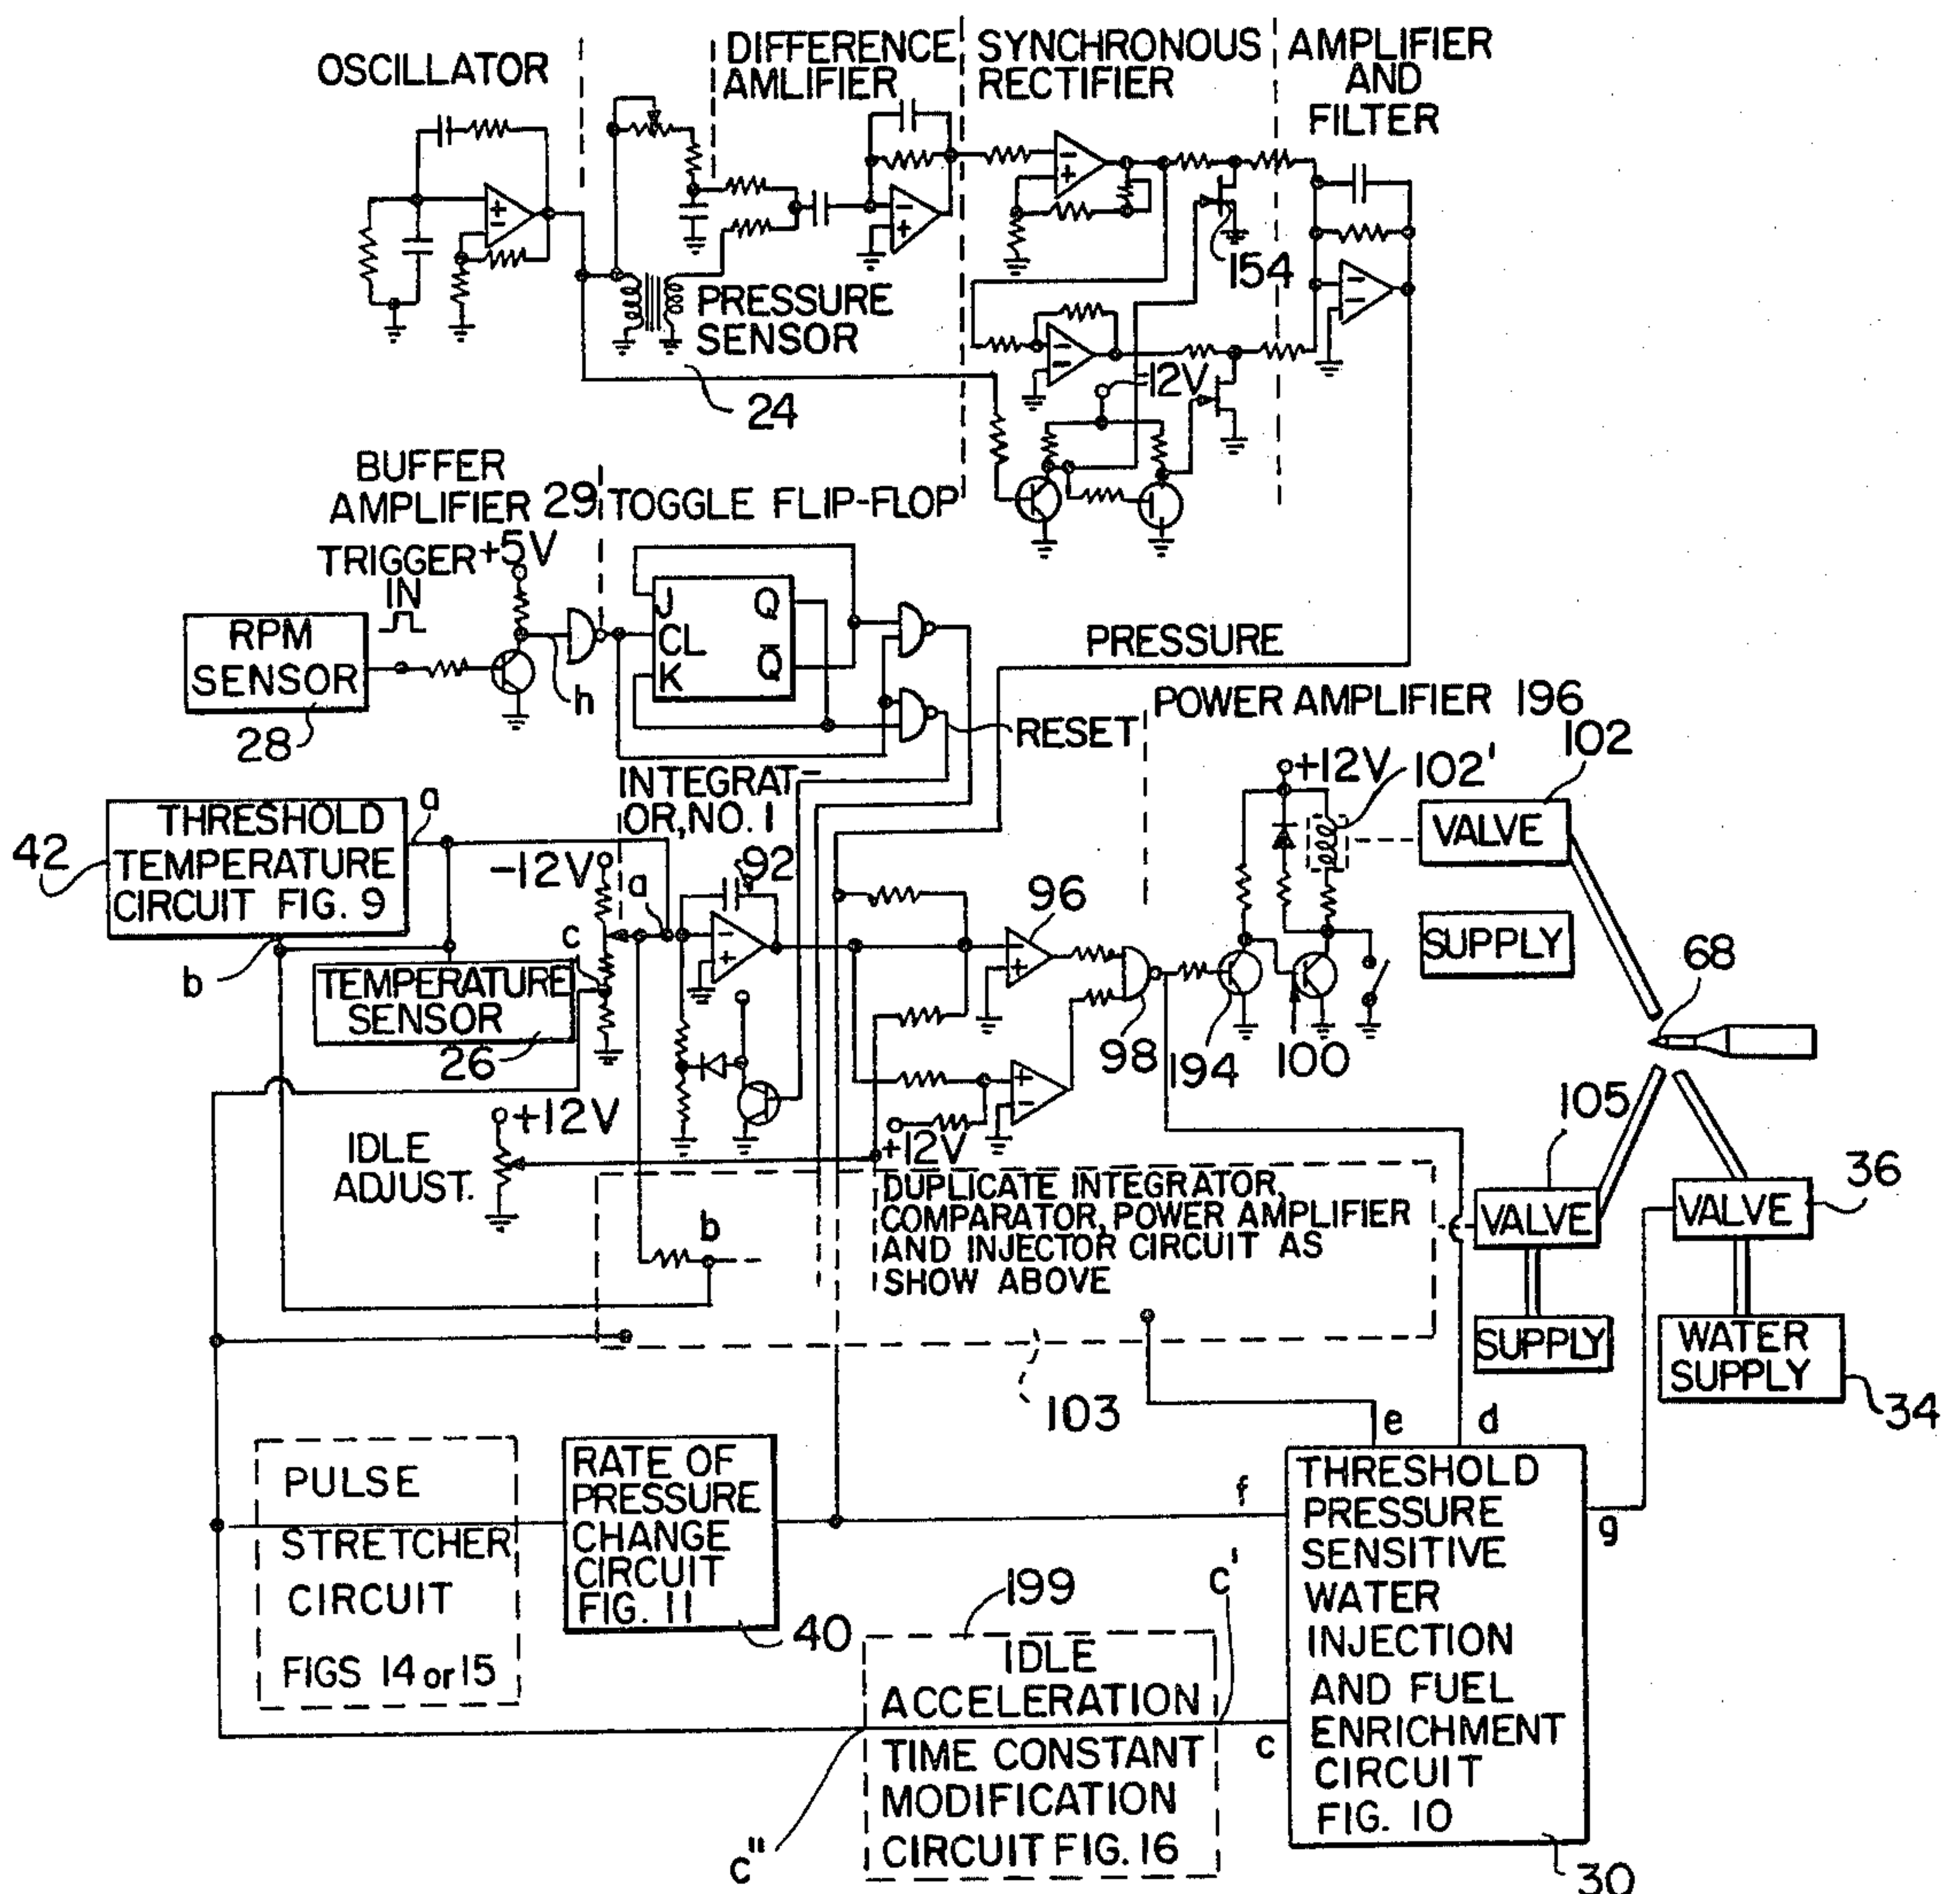 OSCILLATOR
DIFFERENCE
AMLIFIER
SYNCHRONOUS
RECTIFIER
AMPLIFIER
AND
FILTER
+
-
-
+
-
+
154
-
-
PRESSURE
SENSOR
24
-
-
12V
BUFFER
AMPLIFIER 29
TOGGLE FLIP-FLOP
TRIGGER
IN
+5V
RPM
SENSOR
28
h
J
CL
K
Q
Q̅
PRESSURE
RESET
POWER AMPLIFIER 196
INTEGRAT-
OR, NO. 1
+12V
102'
102
VALVE
SUPPLY
68
42
THRESHOLD
TEMPERATURE
CIRCUIT FIG. 9
a
b
-12V
a
c
92
-
+
96
-
+
98
194
100
TEMPERATURE
SENSOR
26
+
-
+12V
+12V
IDLE
ADJUST.
DUPLICATE INTEGRATOR,
COMPARATOR, POWER AMPLIFIER
AND INJECTOR CIRCUIT AS
SHOW ABOVE
b
103
105
VALVE
SUPPLY
36
VALVE
WATER
SUPPLY
34
PULSE
STRETCHER
CIRCUIT
FIGS 14 or 15
RATE OF
PRESSURE
CHANGE
CIRCUIT
FIG. 11
40
e
d
f
g
c'
c
c"
199
IDLE
ACCELERATION
TIME CONSTANT
MODIFICATION
CIRCUIT FIG. 16
THRESHOLD
PRESSURE
SENSITIVE
WATER
INJECTION
AND FUEL
ENRICHMENT
CIRCUIT
FIG. 10
30